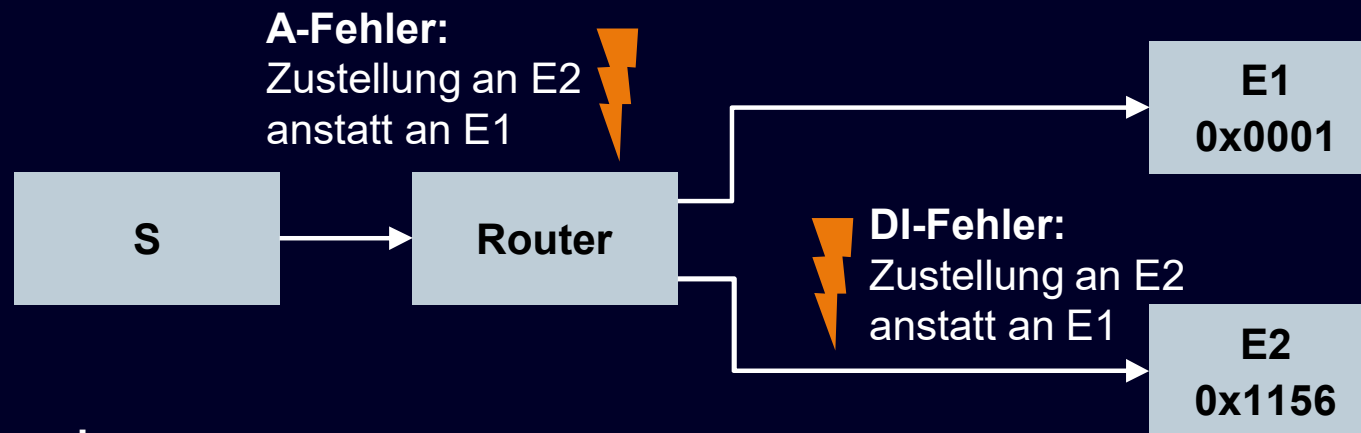 A-Fehler:
Zustellung an E2
anstatt an E1
E1
0x0001
S
Router
DI-Fehler:
Zustellung an E2
anstatt an E1
E2
0x1156